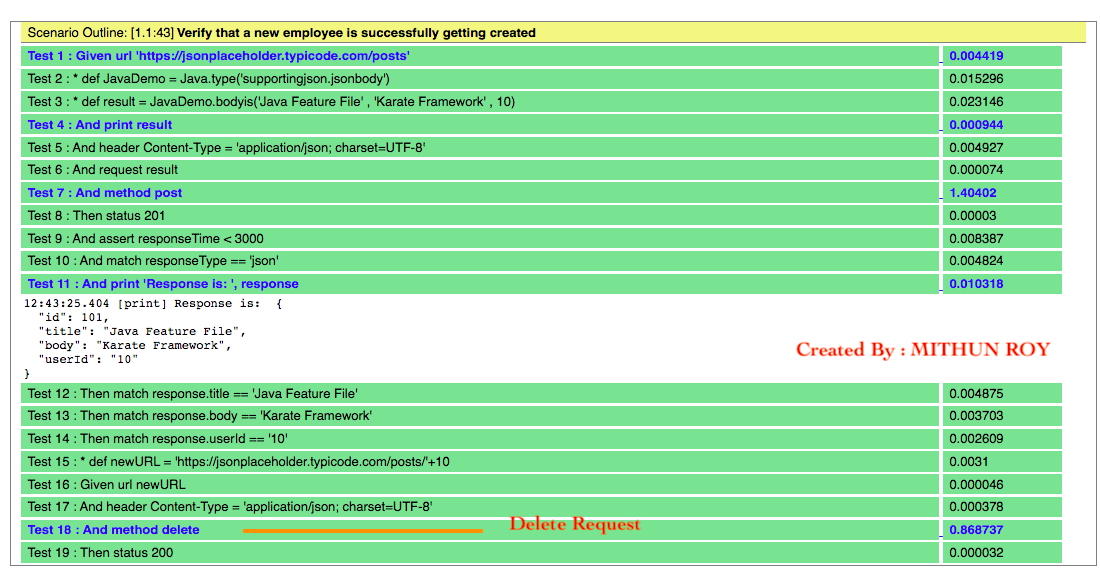 Scenario Outline: [1.1:43] Verify that a new employee is successfully getting created
Test 1 : Given url 'https://jsonplaceholder.typicode.com/posts' 0.004419
Test 2 : * def JavaDemo = Java.type('supportingjson.jsonbody') 0.015296
Test 3 : * def result = JavaDemo.bodyis('Java Feature File' , 'Karate Framework' , 10) 0.023146
Test 4 : And print result 0.000944
Test 5 : And header Content-Type = 'application/json; charset=UTF-8' 0.004927
Test 6 : And request result 0.000074
Test 7 : And method post 1.40402
Test 8 : Then status 201 0.00003
Test 9 : And assert responseTime < 3000 0.008387
Test 10 : And match responseType == 'json' 0.004824
Test 11 : And print 'Response is: ', response 0.010318
12:43:25.404 [print] Response is:  {
  "id": 101,
  "title": "Java Feature File",
  "body": "Karate Framework",
  "userId": "10"
}
Created By : MITHUN ROY
Test 12 : Then match response.title == 'Java Feature File' 0.004875
Test 13 : Then match response.body == 'Karate Framework' 0.003703
Test 14 : Then match response.userId == '10' 0.002609
Test 15 : * def newURL = 'https://jsonplaceholder.typicode.com/posts/'+10 0.0031
Test 16 : Given url newURL 0.000046
Test 17 : And header Content-Type = 'application/json; charset=UTF-8' 0.000378
Test 18 : And method delete Delete Request 0.868737
Test 19 : Then status 200 0.000032